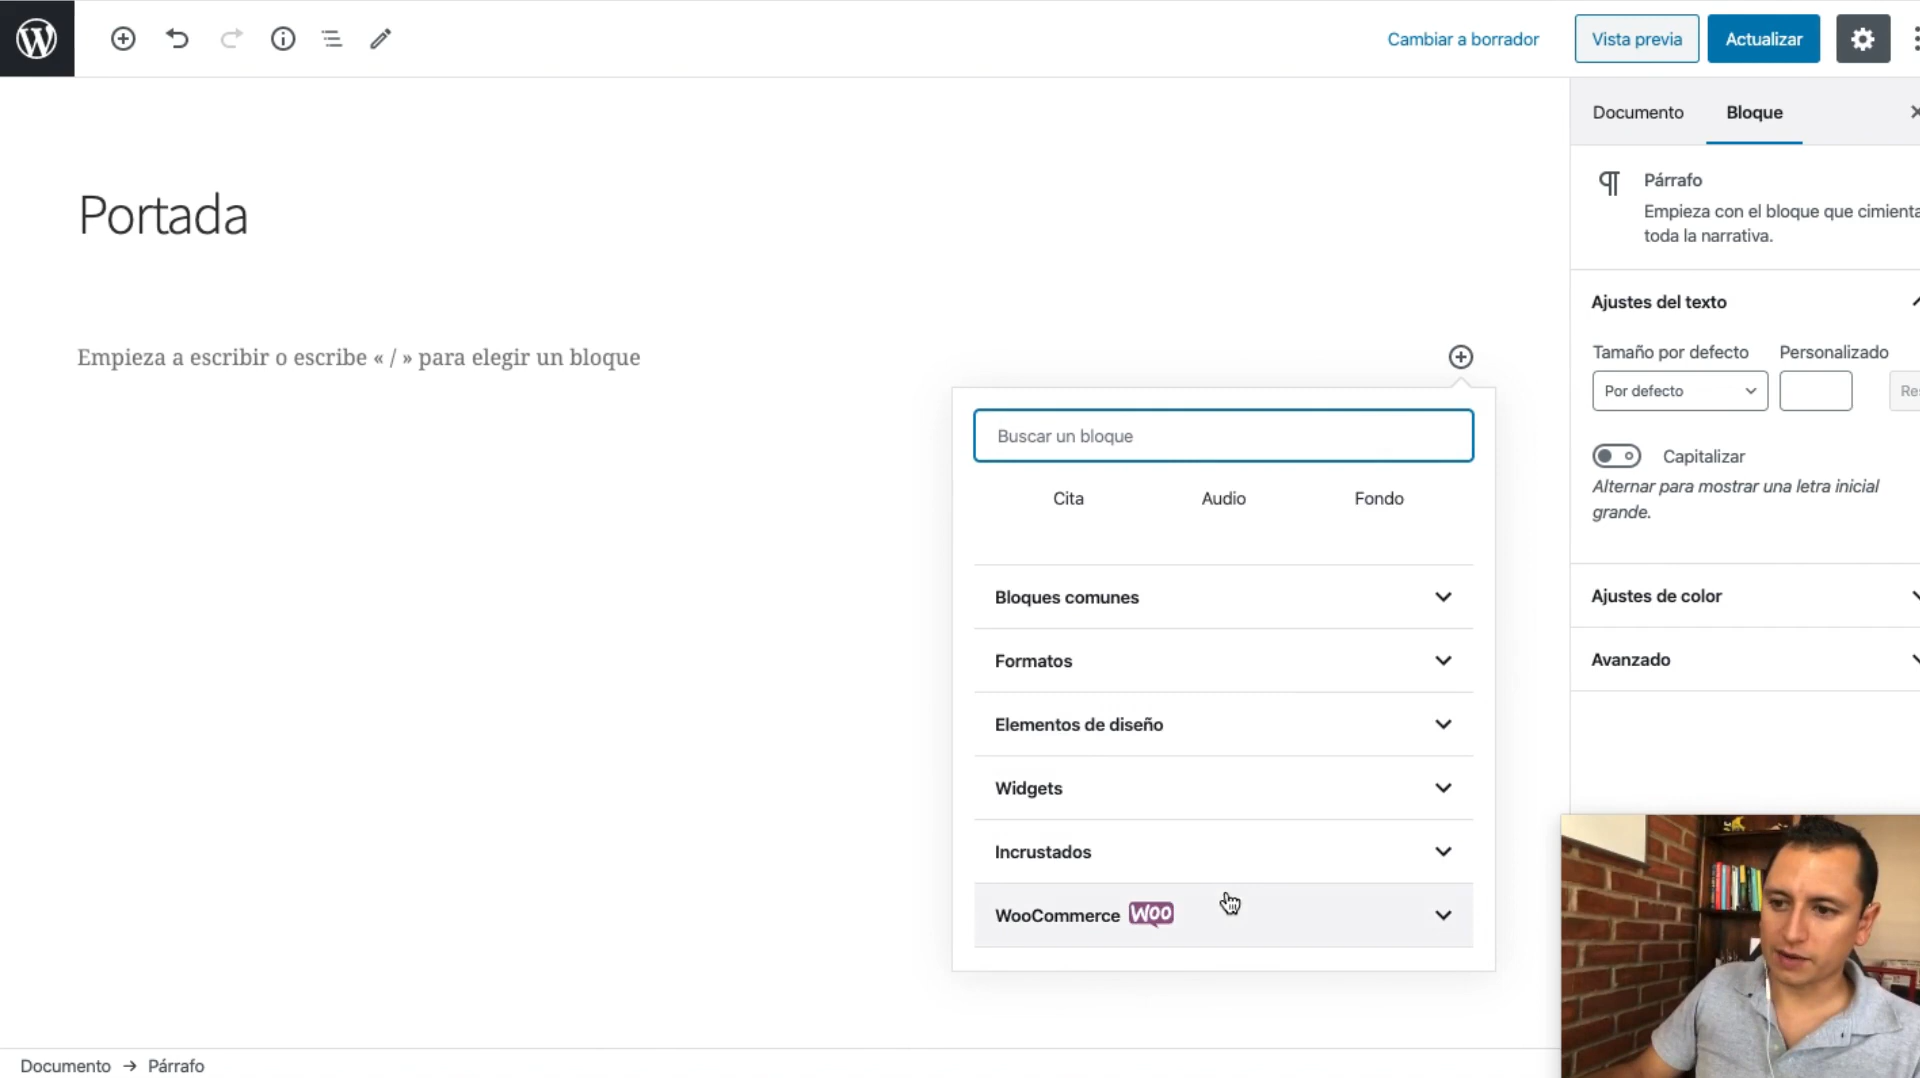 Cambiar a borrador
Vista previa
Actualizar
Documento
Bloque
Párrafo
Empieza con el bloque que cimienta
toda la narrativa.
Portada
Ajustes del texto
Empieza a escribir o escribe « / » para elegir un bloque
Tamaño por defecto
Personalizado
Por defecto
Res
Buscar un bloque
Capitalizar
Alternar para mostrar una letra inicial
grande.
Cita
Audio
Fondo
Bloques comunes
Ajustes de color
Formatos
Avanzado
Elementos de diseño
Widgets
Incrustados
WooCommerce WOO
Documento → Párrafo